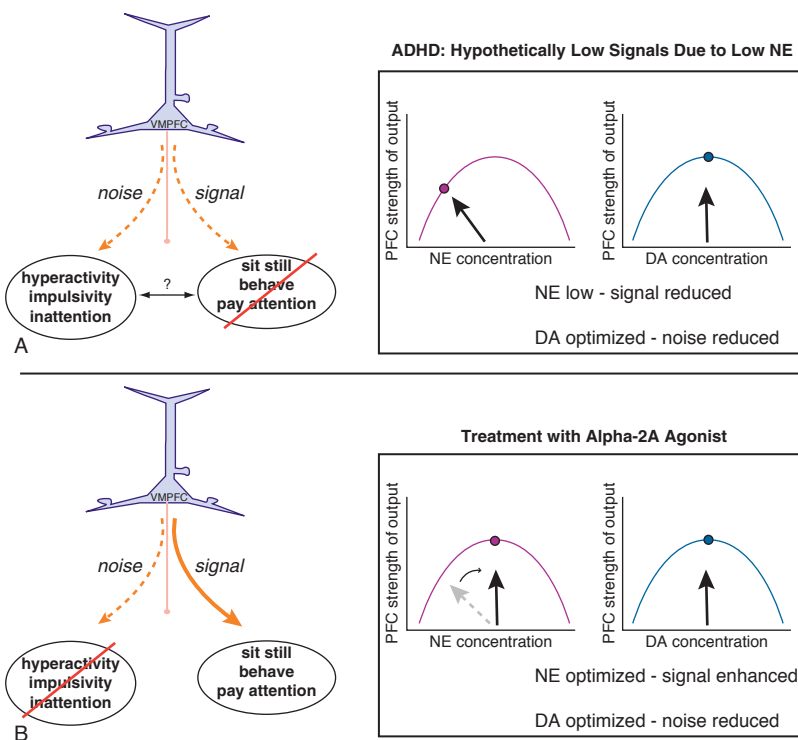 ADHD: Hypothetically Low Signals Due to Low NE
VMPFC
noise
signal
hyperactivity
impulsivity
inattention
?
sit still
behave
pay attention
A
PFC strength of output
NE concentration
PFC strength of output
DA concentration
NE low - signal reduced
DA optimized - noise reduced
Treatment with Alpha-2A Agonist
VMPFC
noise
signal
hyperactivity
impulsivity
inattention
sit still
behave
pay attention
B
PFC strength of output
NE concentration
PFC strength of output
DA concentration
NE optimized - signal enhanced
DA optimized - noise reduced